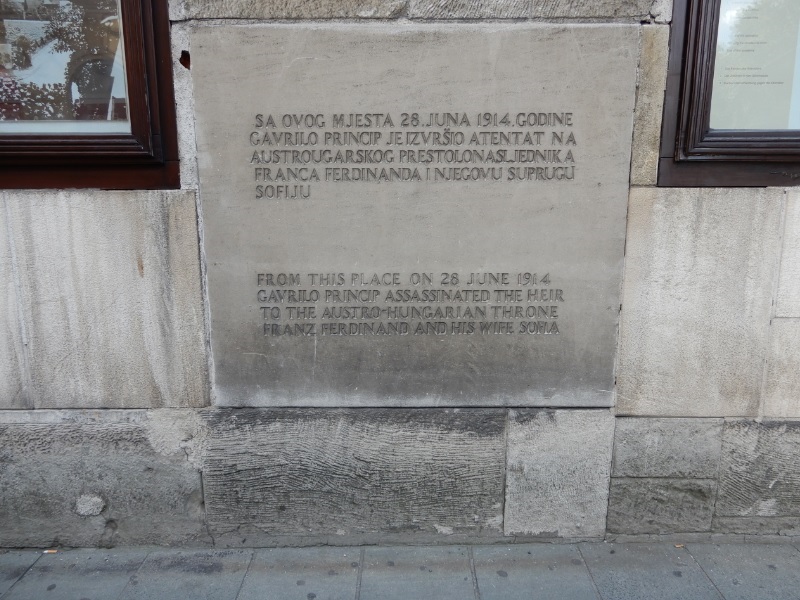 SA OVOG MJESTA 28.JUNA 1914.GODINE
GAVRILO PRINCIP JE IZVRŠIO ATENTAT NA
AUSTROUGARSKOG PRESTOLONASLJEDNIKA
FRANCA FERDINANDA I NJEGOVU SUPRUGU
SOFIJU
FROM THIS PLACE ON 28 JUNE 1914
GAVRILO PRINCIP ASSASSINATED THE HEIR
TO THE AUSTRO-HUNGARIAN THRONE
FRANZ FERDINAND AND HIS WIFE SOFIA